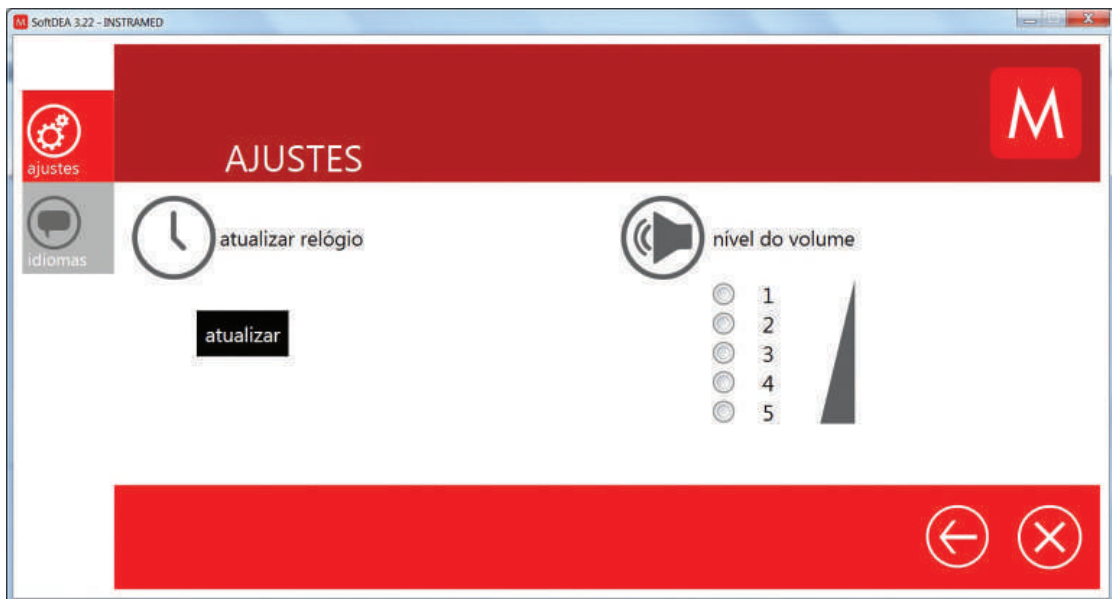 SoftDEA 3.22 - INSTRAMED
M
ajustes
AJUSTES
idiomas
atualizar relógio
nível do volume
atualizar
1
2
3
4
5